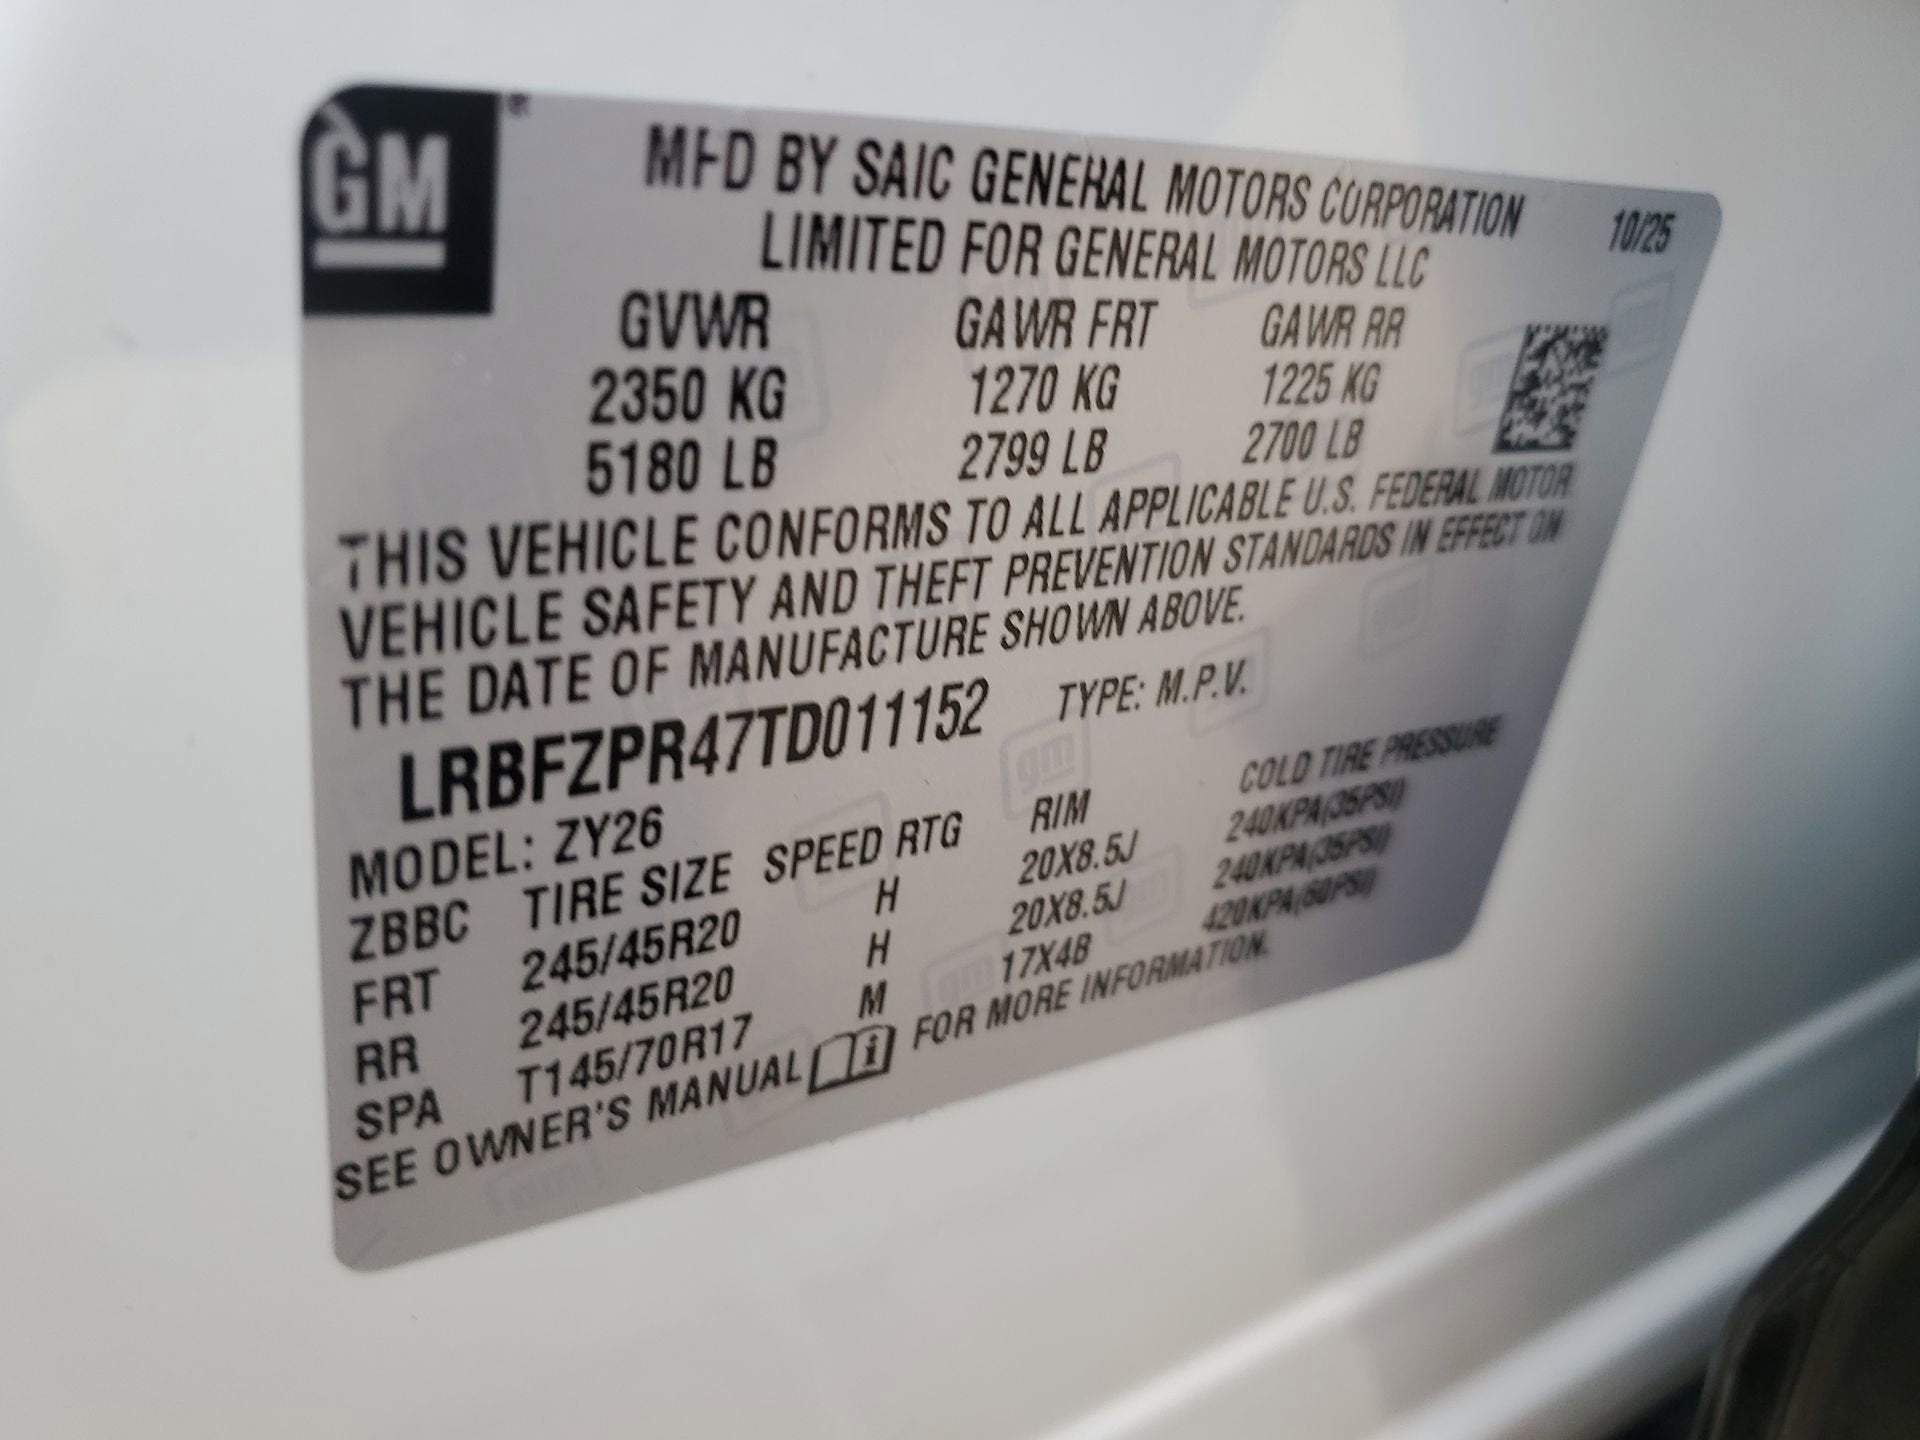 GM ®
MFD BY SAIC GENERAL MOTORS CORPORATION
LIMITED FOR GENERAL MOTORS LLC
10/25
GVWR GAWR FRT GAWR RR
2350 KG 1270 KG 1225 KG
5180 LB 2799 LB 2700 LB
THIS VEHICLE CONFORMS TO ALL APPLICABLE U.S. FEDERAL MOTOR
VEHICLE SAFETY AND THEFT PREVENTION STANDARDS IN EFFECT ON
THE DATE OF MANUFACTURE SHOWN ABOVE.
LRBFZPR47TD011152 TYPE: M.P.V.
MODEL: ZY26
ZBBC TIRE SIZE SPEED RTG RIM COLD TIRE PRESSURE
FRT 245/45R20 H 20X8.5J 240KPA(35PSI)
RR 245/45R20 H 20X8.5J 240KPA(35PSI)
SPA T145/70R17 M 17X4B 420KPA(60PSI)
SEE OWNER'S MANUAL i FOR MORE INFORMATION.